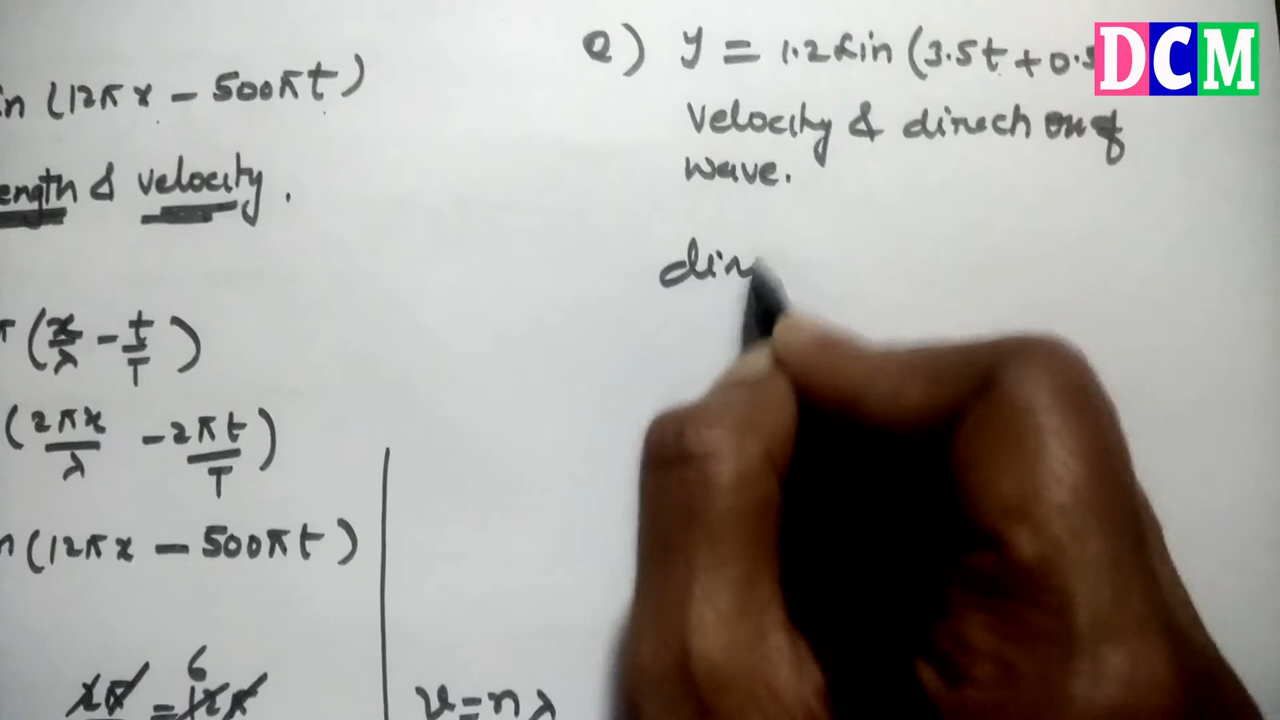 in (12πx − 500πt)
ength & velocity.
(x/λ − t/T)
(2πx/λ − 2πt/T)
n (12πx − 500πt)
6
v = nλ
Q) y = 1.2 sin (3.5t + 0.5
velocity & direction of
wave.
dir
DCM